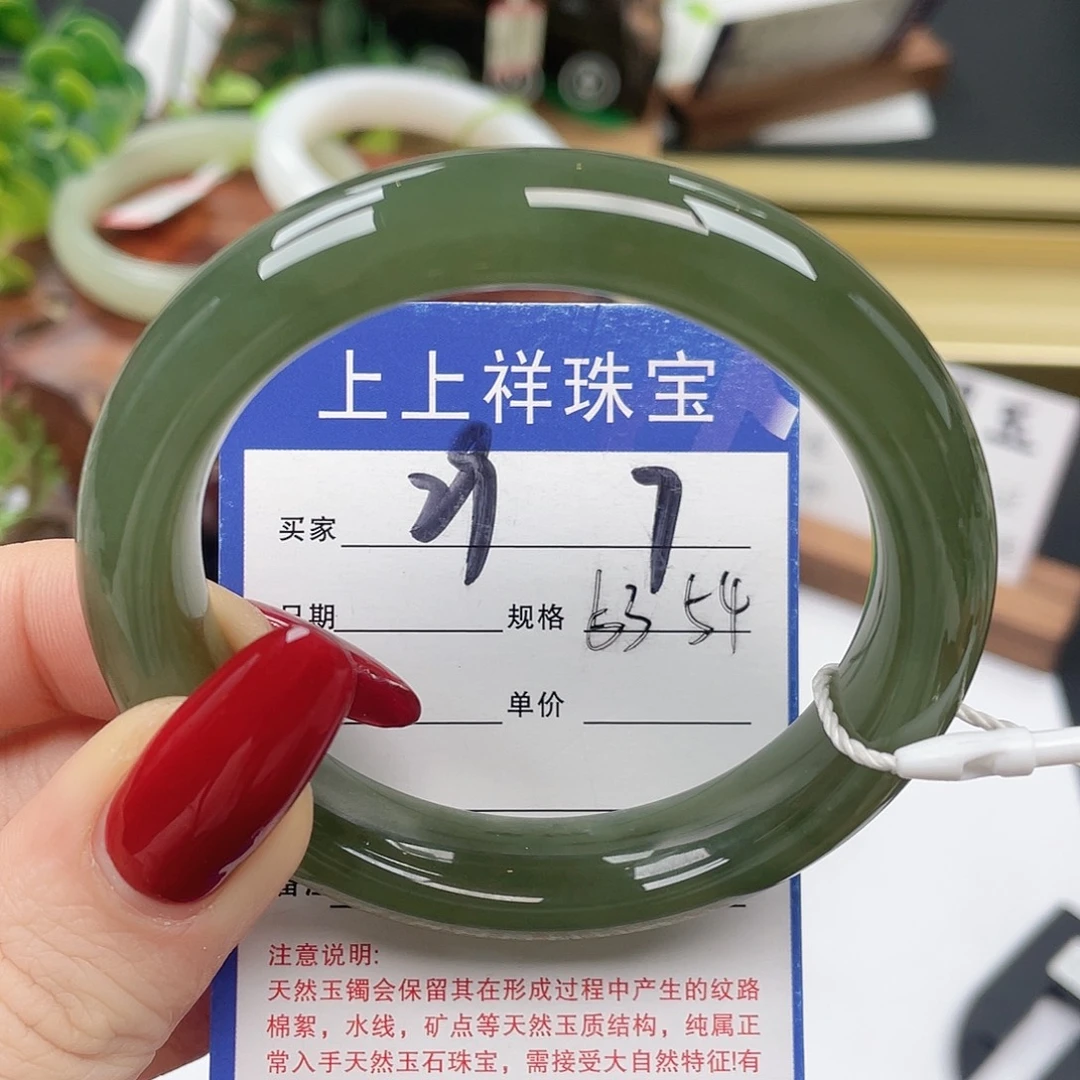 上上祥珠宝
买家 7
日期 规格 53 54
单价
注意说明:
天然玉镯会保留其在形成过程中产生的纹路
棉絮，水线，矿点等天然玉质结构，纯属正
常入手天然玉石珠宝，需接受大自然特征!有